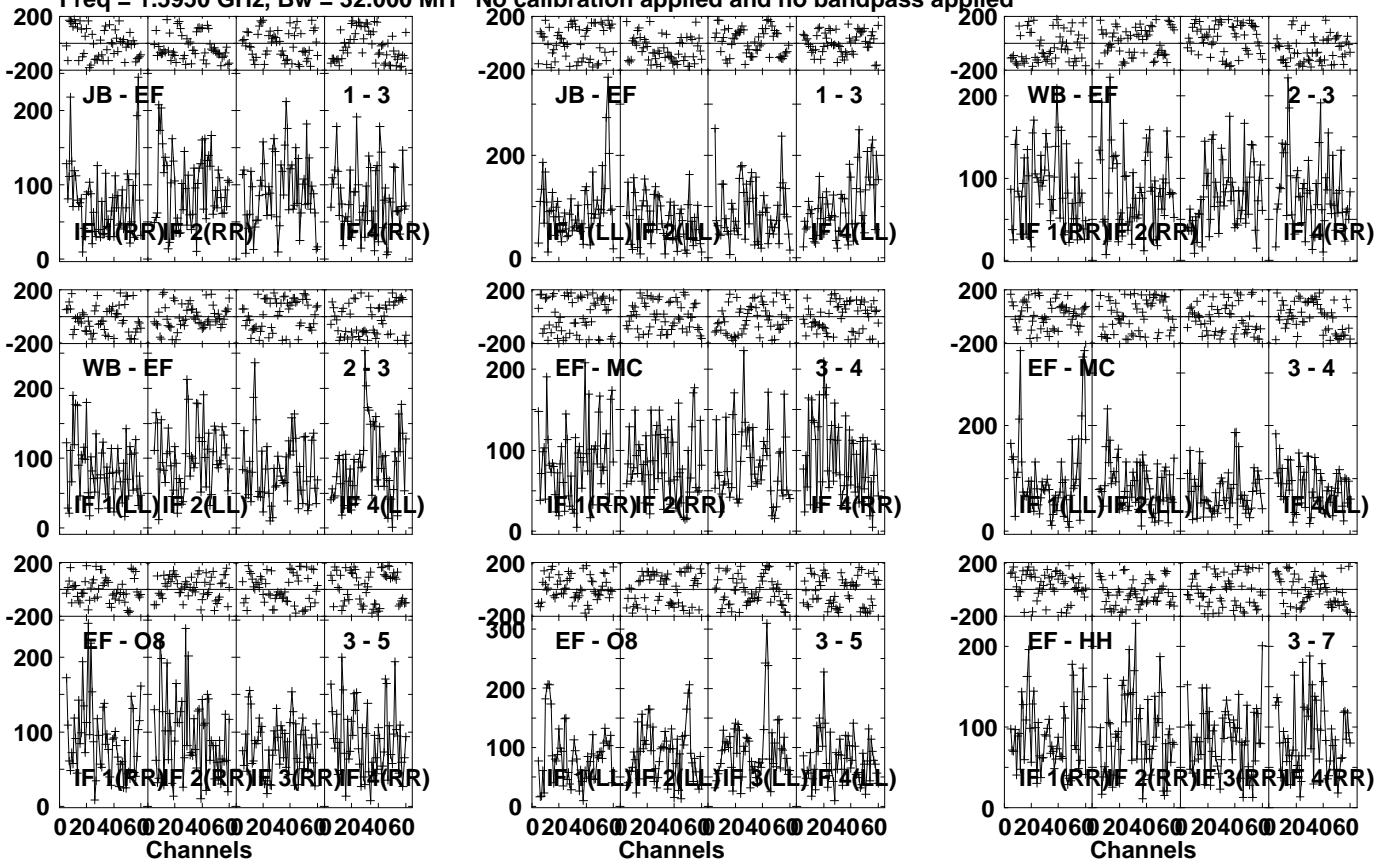 Freq = 1.5950 GHz, Bw = 32.000 MH No calibration applied and no bandpass applied
200
-200
200
100
0
JB - EF
1 - 3
IF 1(RR)
IF 2(RR)
IF 4(RR)
200
-200
200
0
JB - EF
1 - 3
IF 1(LL)
IF 2(LL)
IF 4(LL)
200
-200
200
100
0
WB - EF
2 - 3
IF 1(RR)
IF 2(RR)
IF 4(RR)
200
-200
200
100
0
WB - EF
2 - 3
IF 1(LL)
IF 2(LL)
IF 4(LL)
200
-200
200
100
0
EF - MC
3 - 4
IF 1(RR)
IF 2(RR)
IF 4(RR)
200
-200
200
0
EF - MC
3 - 4
IF 1(LL)
IF 2(LL)
IF 4(LL)
200
-200
200
100
0
EF - O8
3 - 5
IF 1(RR)
IF 2(RR)
IF 3(RR)
IF 4(RR)
0 20 40 60 0 20 40 60 0 20 40 60 0 20 40 60
Channels
200
-200
300
200
100
0
EF - O8
3 - 5
IF 1(LL)
IF 2(LL)
IF 3(LL)
IF 4(LL)
0 20 40 60 0 20 40 60 0 20 40 60 0 20 40 60
Channels
200
-200
200
100
0
EF - HH
3 - 7
IF 1(RR)
IF 2(RR)
IF 3(RR)
IF 4(RR)
0 20 40 60 0 20 40 60 0 20 40 60 0 20 40 60
Channels